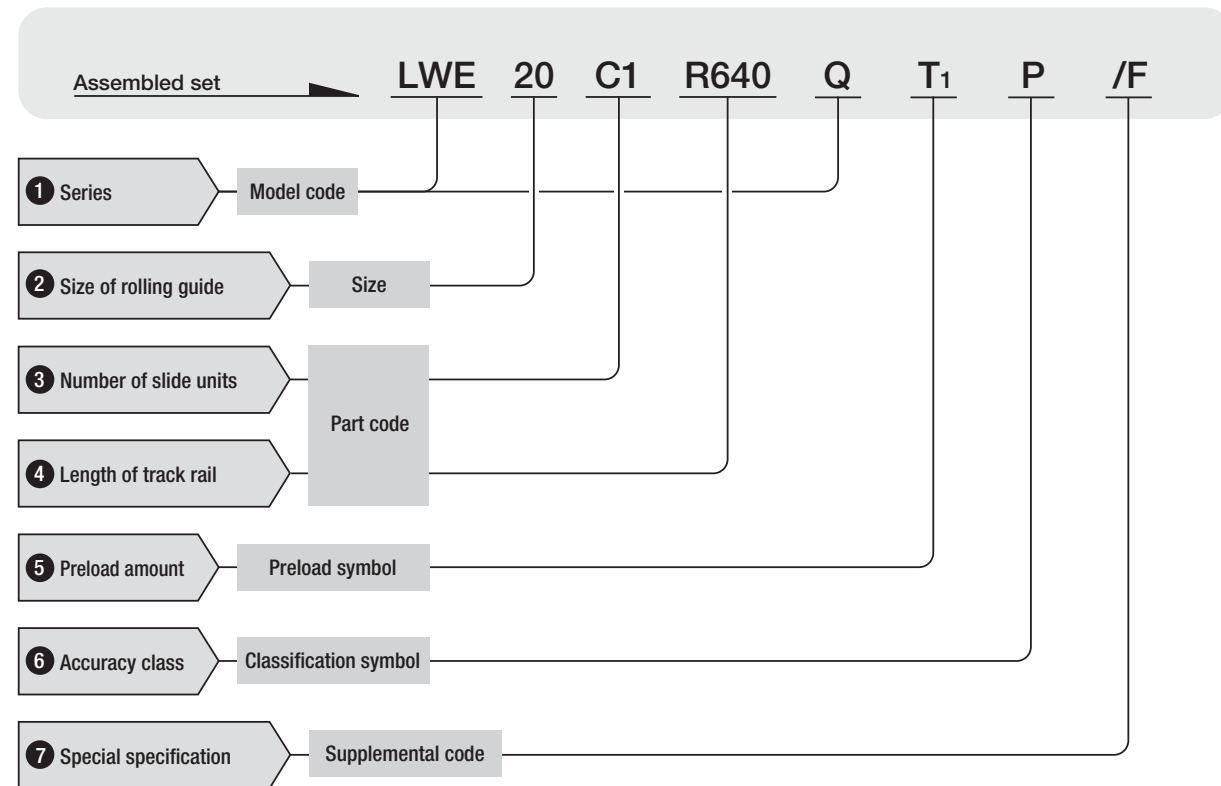 Assembled set LWE 20 C1 R640 Q T1 P /F
1 Series Model code
2 Size of rolling guide Size
3 Number of slide units
Part code
4 Length of track rail
5 Preload amount Preload symbol
6 Accuracy class Classification symbol
7 Special specification Supplemental code